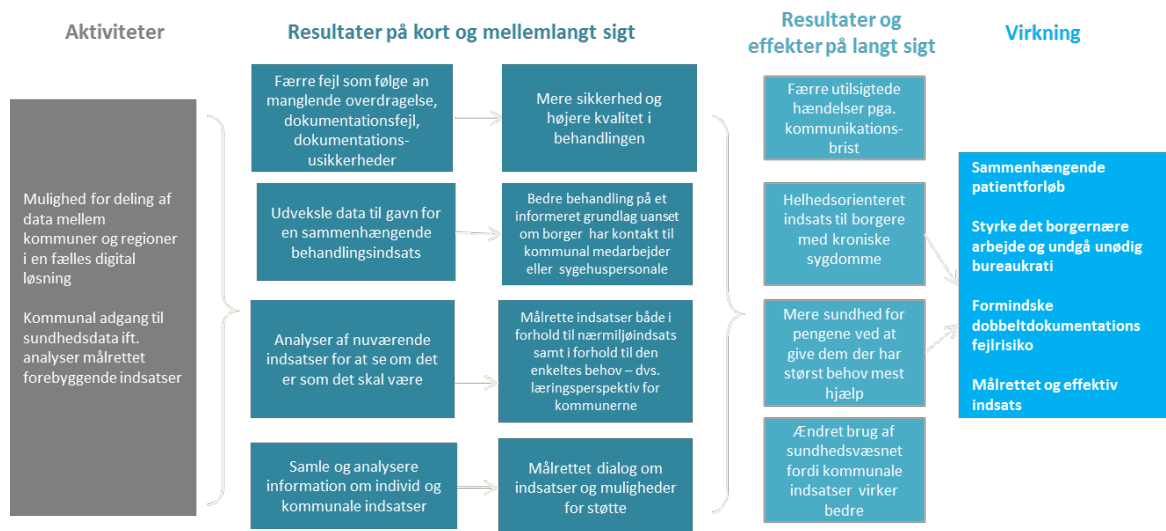 Aktiviteter
Resultater på kort og mellemlangt sigt
Resultater og
effekter på langt sigt
Virkning
Mulighed for deling af
data mellem
kommuner og regioner
i en fælles digital
løsning
Kommunal adgang til
sundhedsdata ift.
analyser målrettet
forebyggende indsatser
Færre fejl som følge an
manglende overdragelse,
dokumentationsfejl,
dokumentations-
usikkerheder
Mere sikkerhed og
højere kvalitet i
behandlingen
Udveksle data til gavn for
en sammenhængende
behandlingsindsats
Bedre behandling på et
informeret grundlag uanset
om borger har kontakt til
kommunal medarbejder
eller sygehuspersonale
Analyser af nuværende
indsatser for at se om det
er som det skal være
Målrette indsatser både i
forhold til nærmiljøindsats
samt i forhold til den
enkeltes behov – dvs.
læringsperspektiv for
kommunerne
Samle og analysere
information om individ og
kommunale indsatser
Målrettet dialog om
indsatser og muligheder
for støtte
Færre utilsigtede
hændelser pga.
kommunikations-
brist
Helhedsorienteret
indsats til borgere
med kroniske
sygdomme
Mere sundhed for
pengene ved at
give dem der har
størst behov mest
hjælp
Ændret brug af
sundhedsvæsnet
fordi kommunale
indsatser virker
bedre
Sammenhængende
patientforløb
Styrke det borgernære
arbejde og undgå unødig
bureaukrati
Formindske
dobbeltdokumentations
fejlrisiko
Målrettet og effektiv
indsats